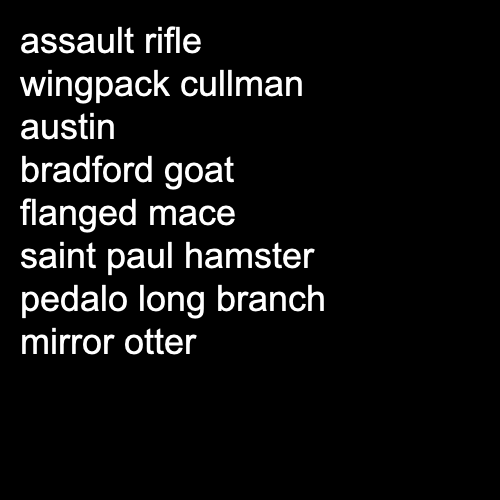 assault rifle
wingpack cullman
austin
bradford goat
flanged mace
saint paul hamster
pedalo long branch
mirror otter